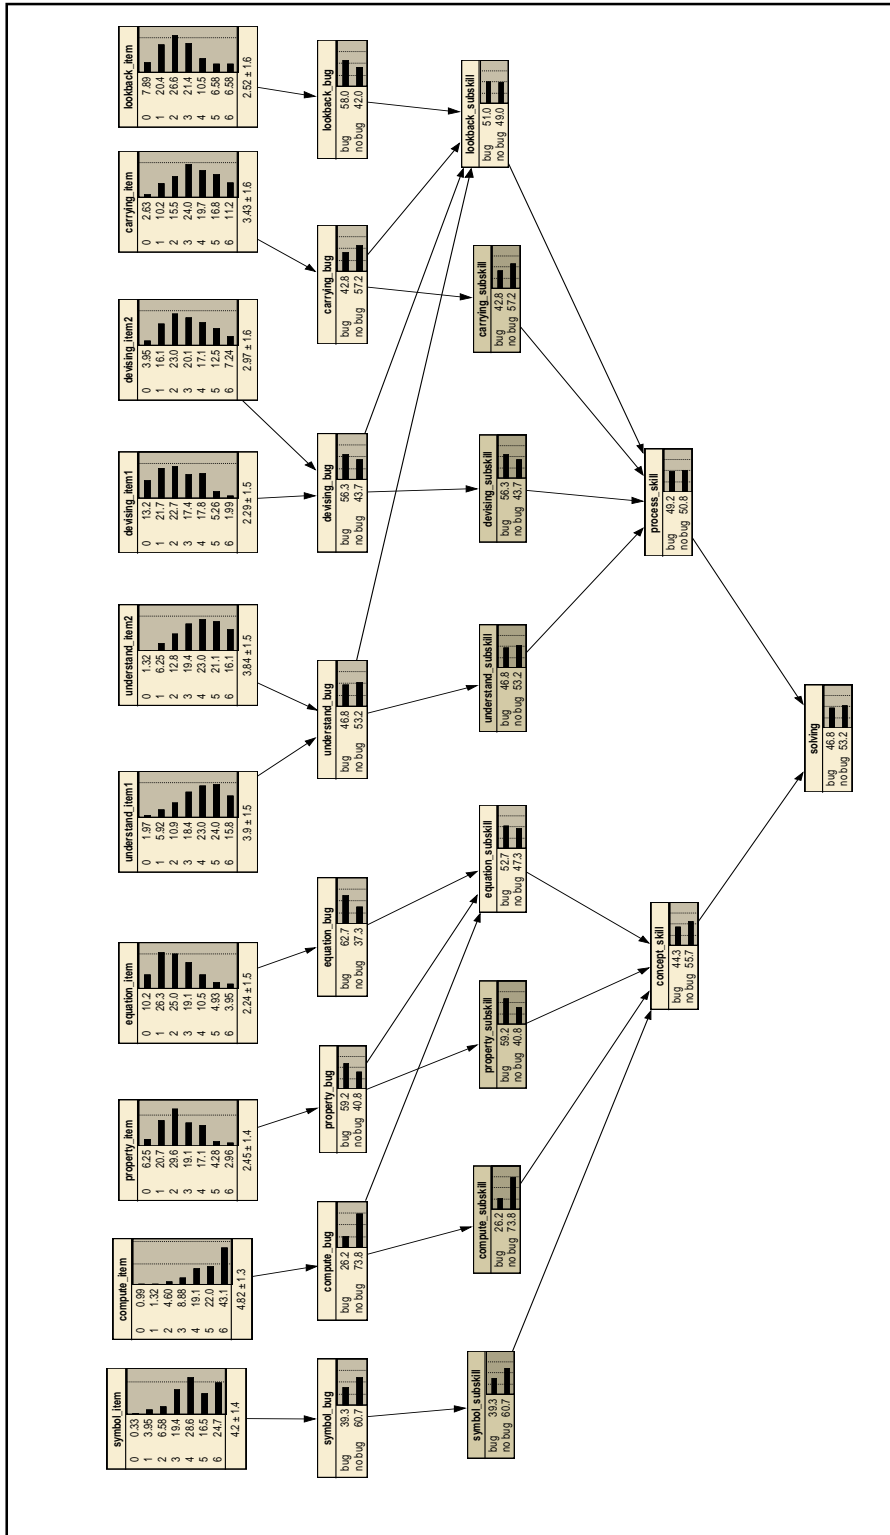 symbol_item
0 0.33
1 3.95
2 6.58
3 19.4
4 28.6
5 16.5
6 24.7
4.2 ± 1.4
compute_item
0 0.99
1 1.32
2 4.60
3 8.88
4 19.1
5 22.0
6 43.1
4.82 ± 1.3
property_item
0 6.25
1 20.7
2 29.6
3 19.1
4 17.1
5 4.28
6 2.96
2.45 ± 1.4
equation_item
0 10.2
1 26.3
2 25.0
3 19.1
4 10.5
5 4.93
6 3.95
2.24 ± 1.5
understand_item1
0 1.97
1 5.92
2 10.9
3 18.4
4 23.0
5 24.0
6 15.8
3.9 ± 1.5
understand_item2
0 1.32
1 6.25
2 12.8
3 19.4
4 23.0
5 21.1
6 16.1
3.84 ± 1.5
devising_item1
0 13.2
1 21.7
2 22.7
3 17.4
4 17.8
5 5.26
6 1.99
2.29 ± 1.5
devising_item2
0 3.95
1 16.1
2 23.0
3 20.1
4 17.1
5 12.5
6 7.24
2.97 ± 1.6
carrying_item
0 2.63
1 10.2
2 15.5
3 24.0
4 19.7
5 16.8
6 11.2
3.43 ± 1.6
lookback_item
0 7.89
1 20.4
2 26.6
3 21.4
4 10.5
5 6.58
6 6.58
2.52 ± 1.6
symbol_bug
bug 39.3
no bug 60.7
compute_bug
bug 26.2
no bug 73.8
property_bug
bug 59.2
no bug 40.8
equation_bug
bug 62.7
no bug 37.3
understand_bug
bug 46.8
no bug 53.2
devising_bug
bug 56.3
no bug 43.7
carrying_bug
bug 42.8
no bug 57.2
lookback_bug
bug 58.0
no bug 42.0
symbol_subskill
bug 39.3
no bug 60.7
compute_subskill
bug 26.2
no bug 73.8
property_subskill
bug 59.2
no bug 40.8
equation_subskill
bug 52.7
no bug 47.3
understand_subskill
bug 46.8
no bug 53.2
devising_subskill
bug 56.3
no bug 43.7
carrying_subskill
bug 42.8
no bug 57.2
lookback_subskill
bug 51.0
no bug 49.0
concept_skill
bug 44.3
no bug 55.7
process_skill
bug 49.2
no bug 50.8
solving
bug 46.8
no bug 53.2